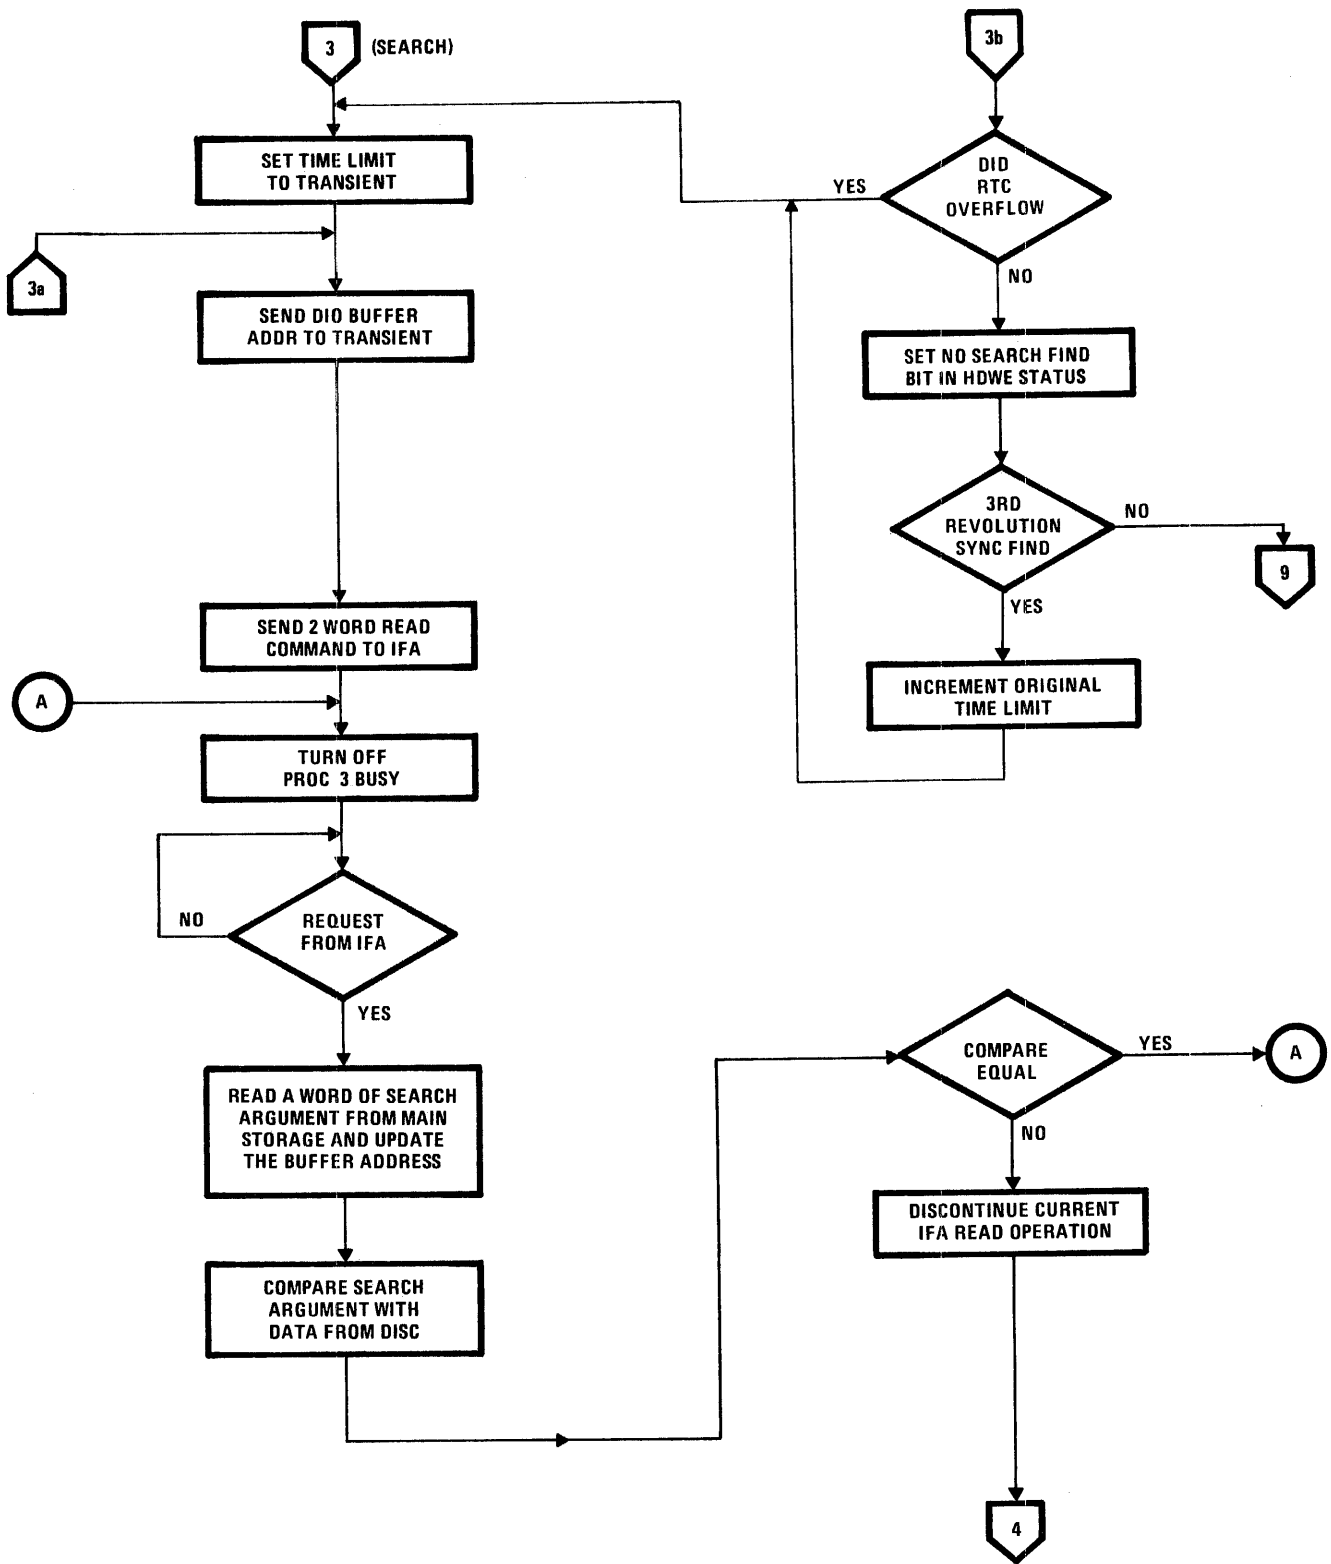 3
(SEARCH)
SET TIME LIMIT
TO TRANSIENT
3a
SEND DIO BUFFER
ADDR TO TRANSIENT
SEND 2 WORD READ
COMMAND TO IFA
A
TURN OFF
PROC 3 BUSY
REQUEST
FROM IFA
NO
YES
READ A WORD OF SEARCH
ARGUMENT FROM MAIN
STORAGE AND UPDATE
THE BUFFER ADDRESS
COMPARE SEARCH
ARGUMENT WITH
DATA FROM DISC
3b
DID
RTC
OVERFLOW
YES
NO
SET NO SEARCH FIND
BIT IN HDWE STATUS
3RD
REVOLUTION
SYNC FIND
NO
9
YES
INCREMENT ORIGINAL
TIME LIMIT
COMPARE
EQUAL
YES
A
NO
DISCONTINUE CURRENT
IFA READ OPERATION
4